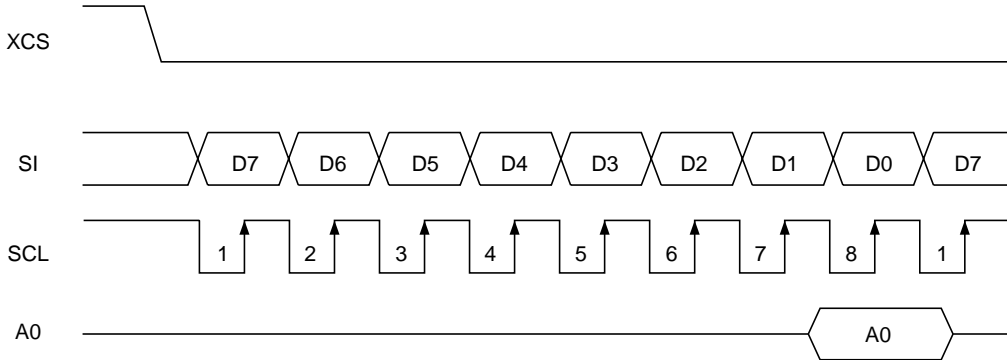 XCS
SI D7 D6 D5 D4 D3 D2 D1 D0 D7
SCL 1 2 3 4 5 6 7 8 1
A0 A0